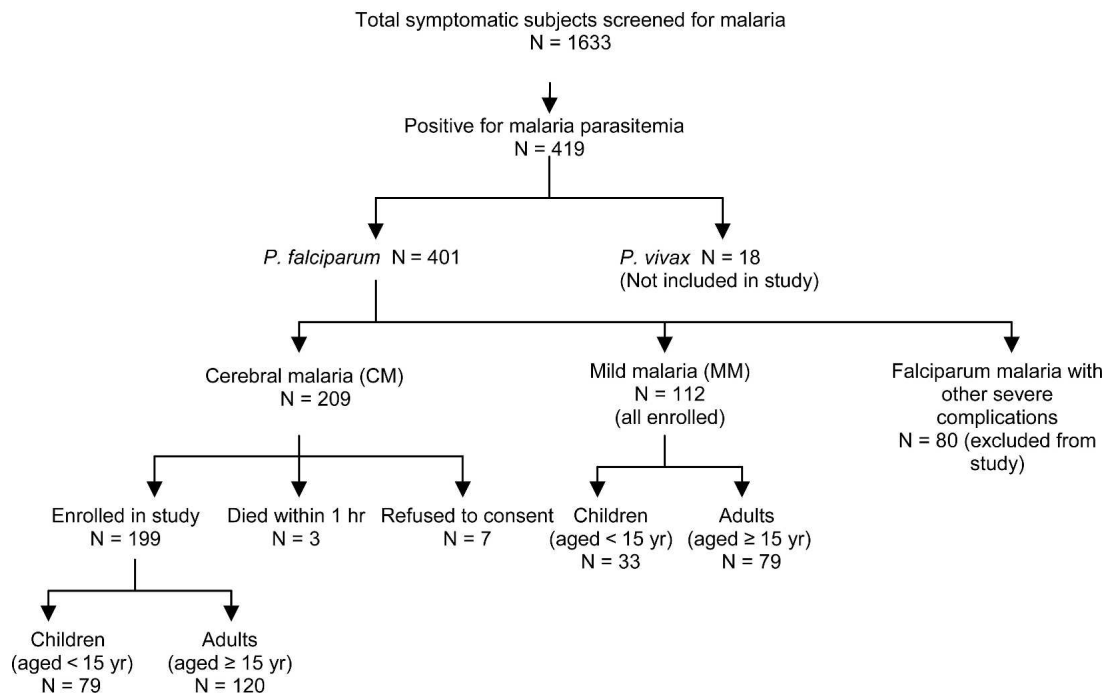 Total symptomatic subjects screened for malaria
N = 1633
Positive for malaria parasitemia
N = 419
P. falciparum N = 401
P. vivax N = 18
(Not included in study)
Cerebral malaria (CM)
N = 209
Mild malaria (MM)
N = 112
(all enrolled)
Falciparum malaria with
other severe
complications
N = 80 (excluded from
study)
Enrolled in study
N = 199
Died within 1 hr
N = 3
Refused to consent
N = 7
Children
(aged < 15 yr)
N = 33
Adults
(aged ≥ 15 yr)
N = 79
Children
(aged < 15 yr)
N = 79
Adults
(aged ≥ 15 yr)
N = 120